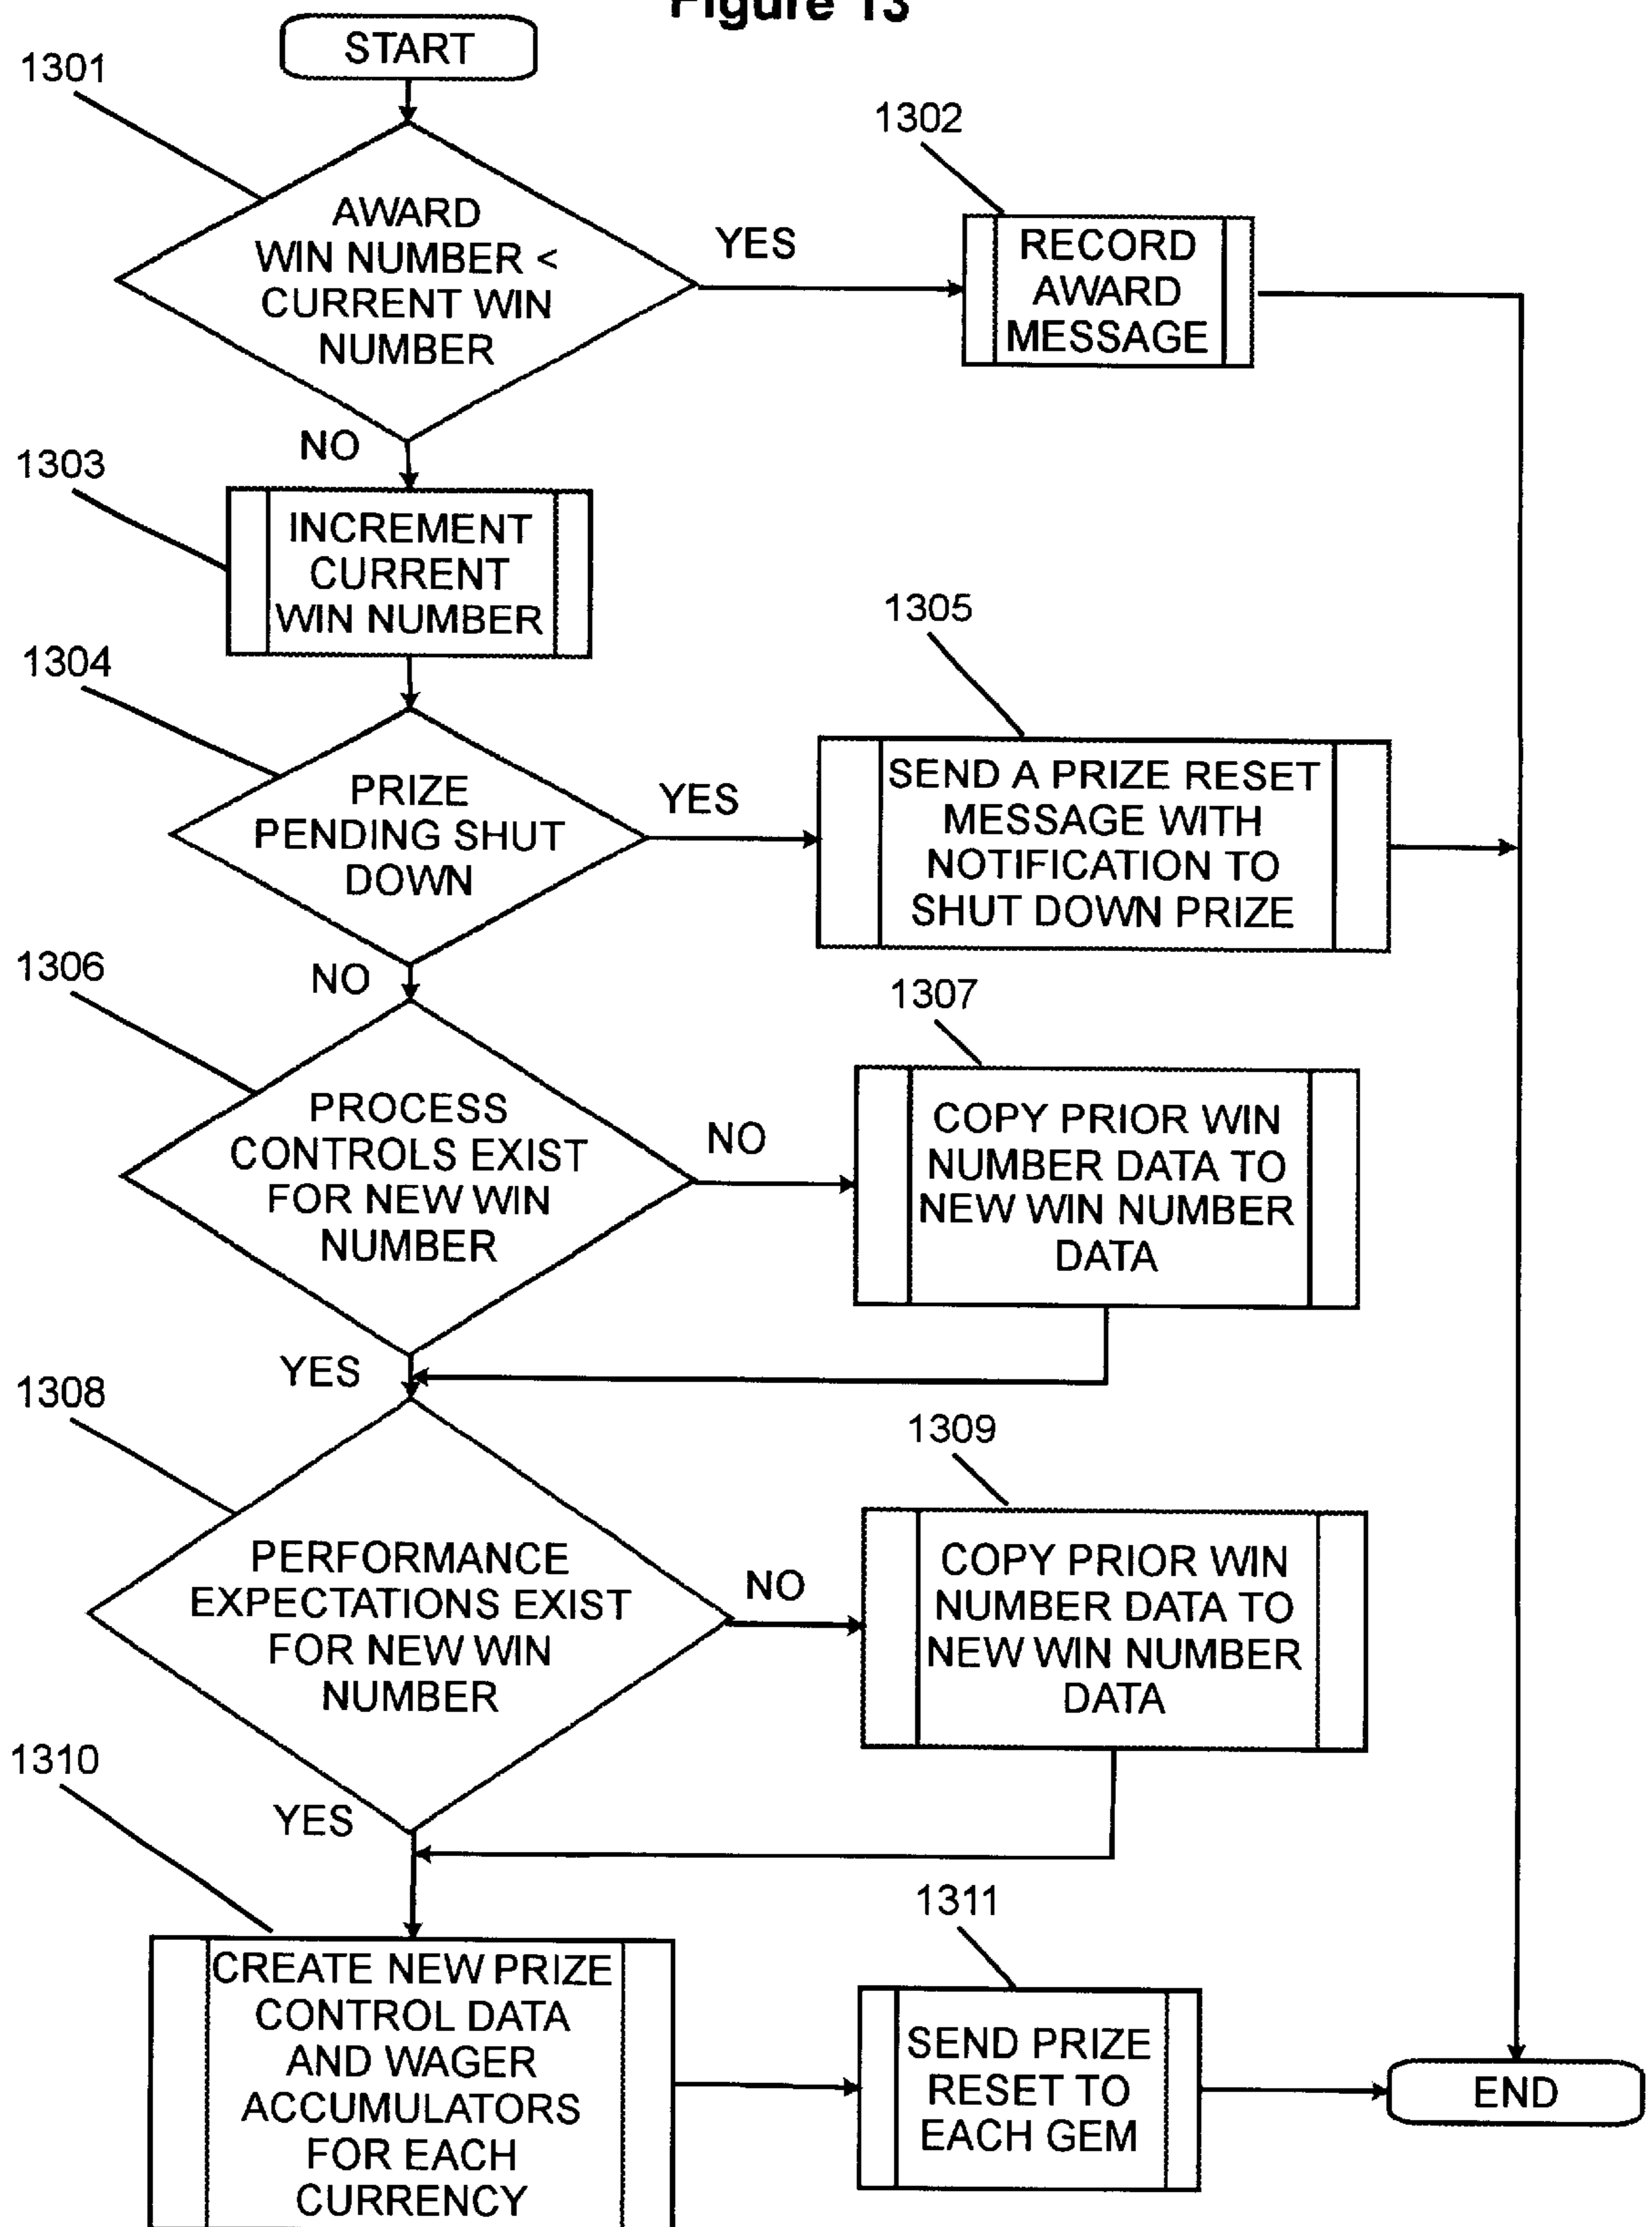 Figure 13
START
1301
AWARD
WIN NUMBER <
CURRENT WIN
NUMBER
YES
1302
RECORD
AWARD
MESSAGE
NO
1303
INCREMENT
CURRENT
WIN NUMBER
1304
PRIZE
PENDING SHUT
DOWN
YES
1305
SEND A PRIZE RESET
MESSAGE WITH
NOTIFICATION TO
SHUT DOWN PRIZE
NO
1306
PROCESS
CONTROLS EXIST
FOR NEW WIN
NUMBER
NO
1307
COPY PRIOR WIN
NUMBER DATA TO
NEW WIN NUMBER
DATA
YES
1308
PERFORMANCE
EXPECTATIONS EXIST
FOR NEW WIN
NUMBER
NO
1309
COPY PRIOR WIN
NUMBER DATA TO
NEW WIN NUMBER
DATA
YES
1310
CREATE NEW PRIZE
CONTROL DATA
AND WAGER
ACCUMULATORS
FOR EACH
CURRENCY
1311
SEND PRIZE
RESET TO
EACH GEM
END